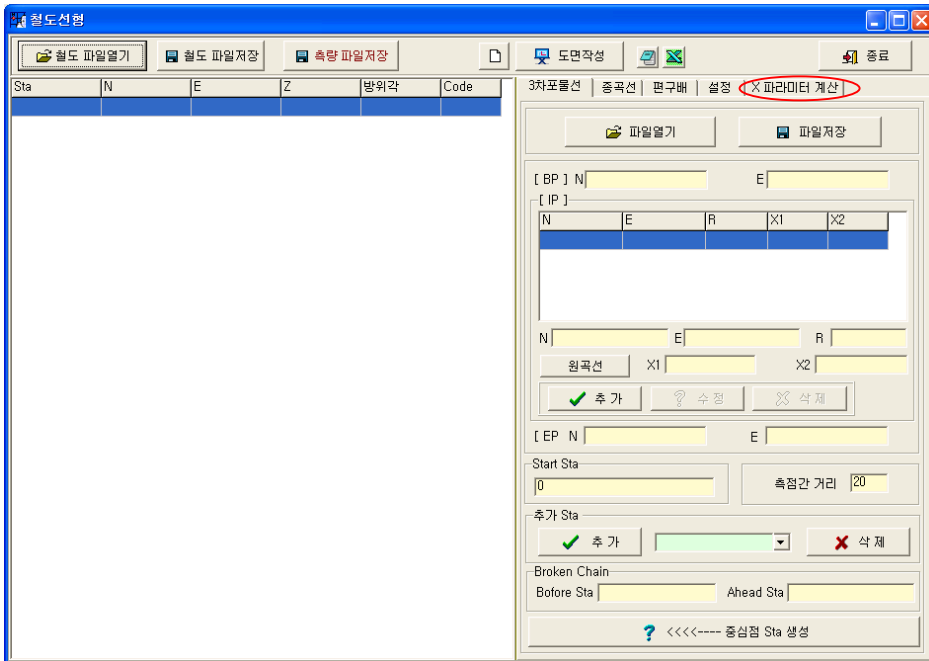 철도선형
철도 파일열기 철도 파일저장 측량 파일저장 도면작성 종료
Sta N E Z 방위각 Code
3차포물선 종곡선 편구배 설정 X 파라미터 계산
파일열기 파일저장
[ BP ] N E
[ IP ]
N E R X1 X2
N E R
원곡선 X1 X2
추 가 수 정 삭 제
[ EP N E
Start Sta
0
측점간 거리 20
추가 Sta
추 가 삭 제
Broken Chain
Bofore Sta Ahead Sta
<<<<---- 중심점 Sta 생성